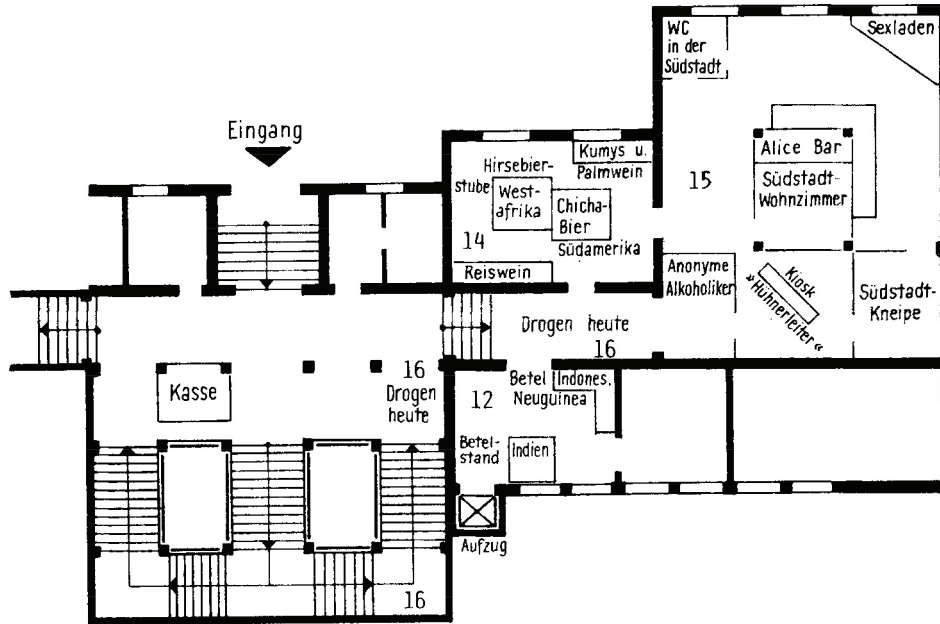 WC
in der
Südstadt
Sexladen
Eingang
Kumys u.
Palmwein
Hirsebier-
stube
West-
afrika
Chicha-
Bier
Südamerika
14
Reiswein
15
Alice Bar
Südstadt-
Wohnzimmer
Anonyme
Alkoholiker
Kiosk
»Hühnerleiter«
Südstadt-
Kneipe
Drogen heute
16
Kasse
16
Drogen
heute
12
Betel
Neuguinea
Indones.
Betel-
stand
Indien
Aufzug
16